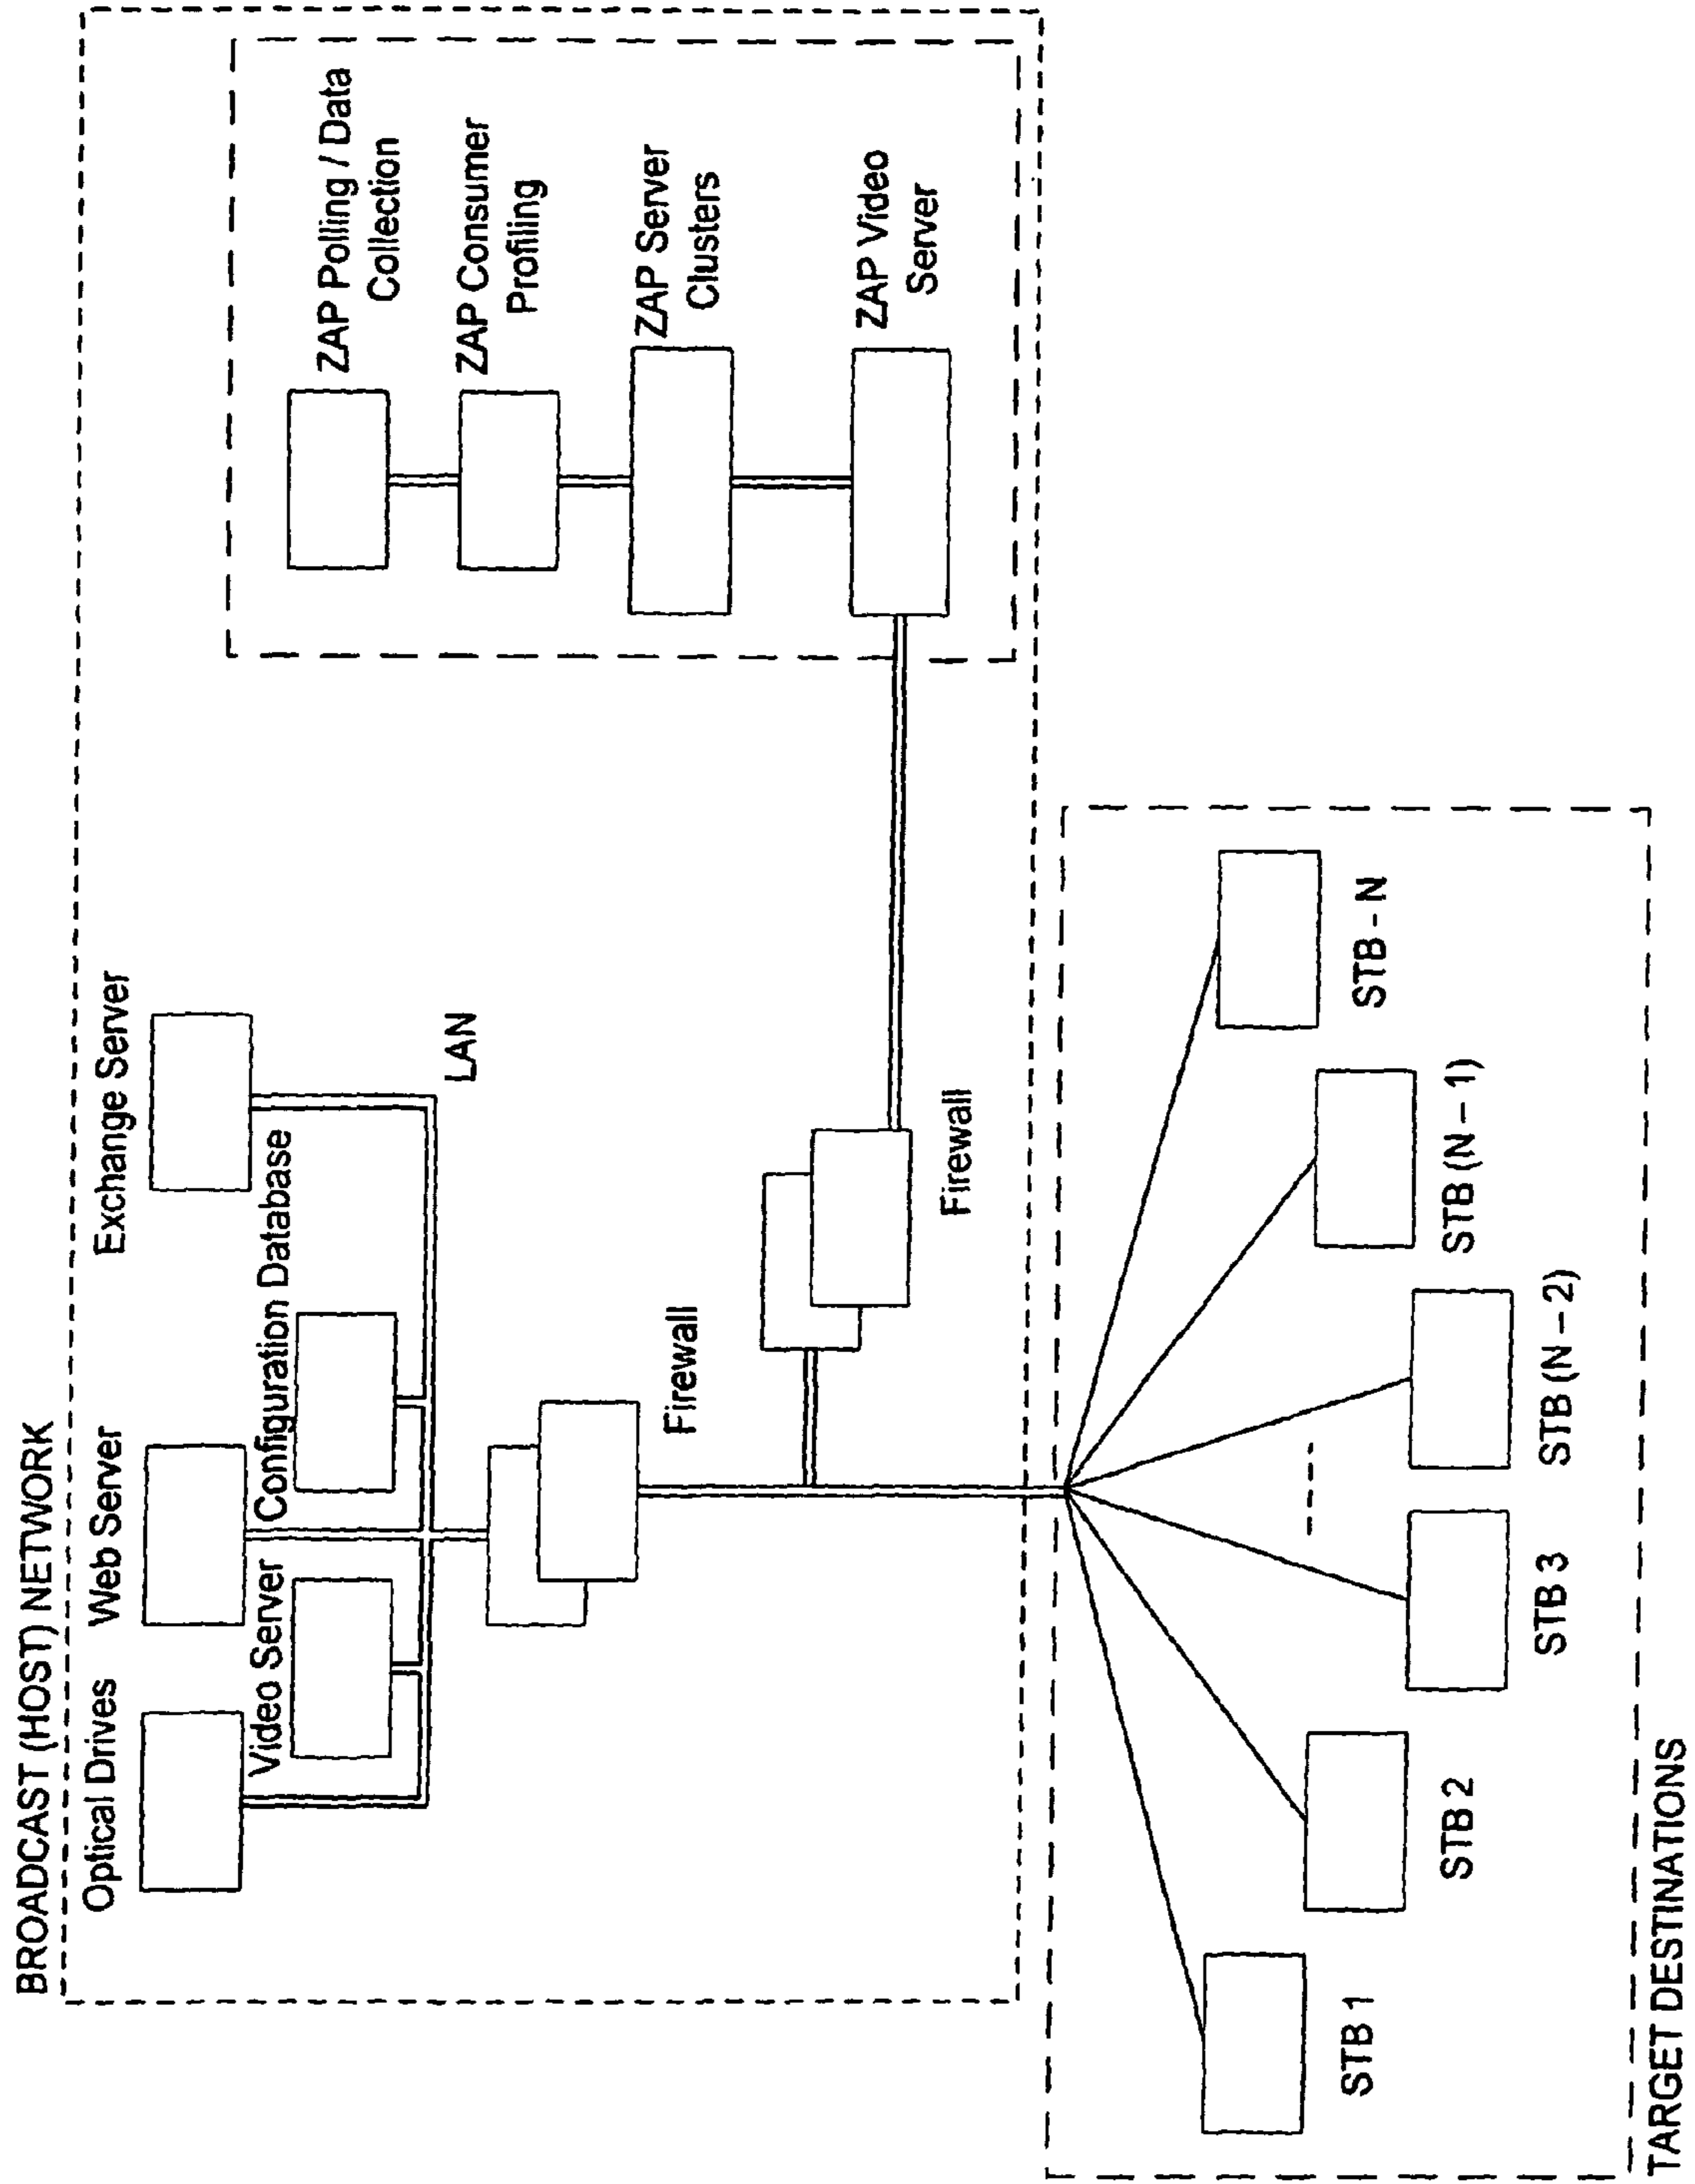 BROADCAST (HOST) NETWORK
Optical Drives
Web Server
Exchange Server
Video Server
Configuration Database
LAN
Firewall
Firewall
ZAP Polling / Data
Collection
ZAP Consumer
Profiling
ZAP Server
Clusters
ZAP Video
Server
STB 1
STB 2
STB 3
STB (N – 2)
STB (N – 1)
STB - N
TARGET DESTINATIONS